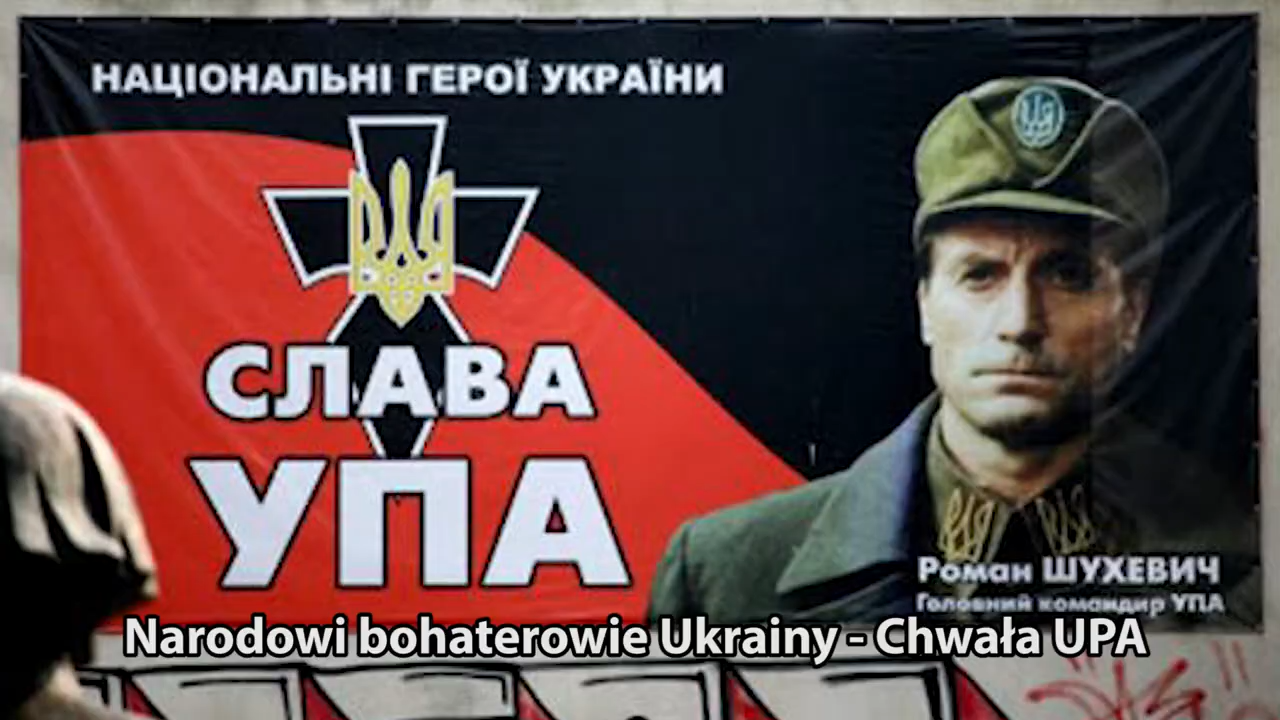 НАЦІОНАЛЬНІ ГЕРОЇ УКРАЇНИ
СЛАВА
УПА
Роман ШУХЕВИЧ
Головний командир УПА
Narodowi bohaterowie Ukrainy - Chwała UPA